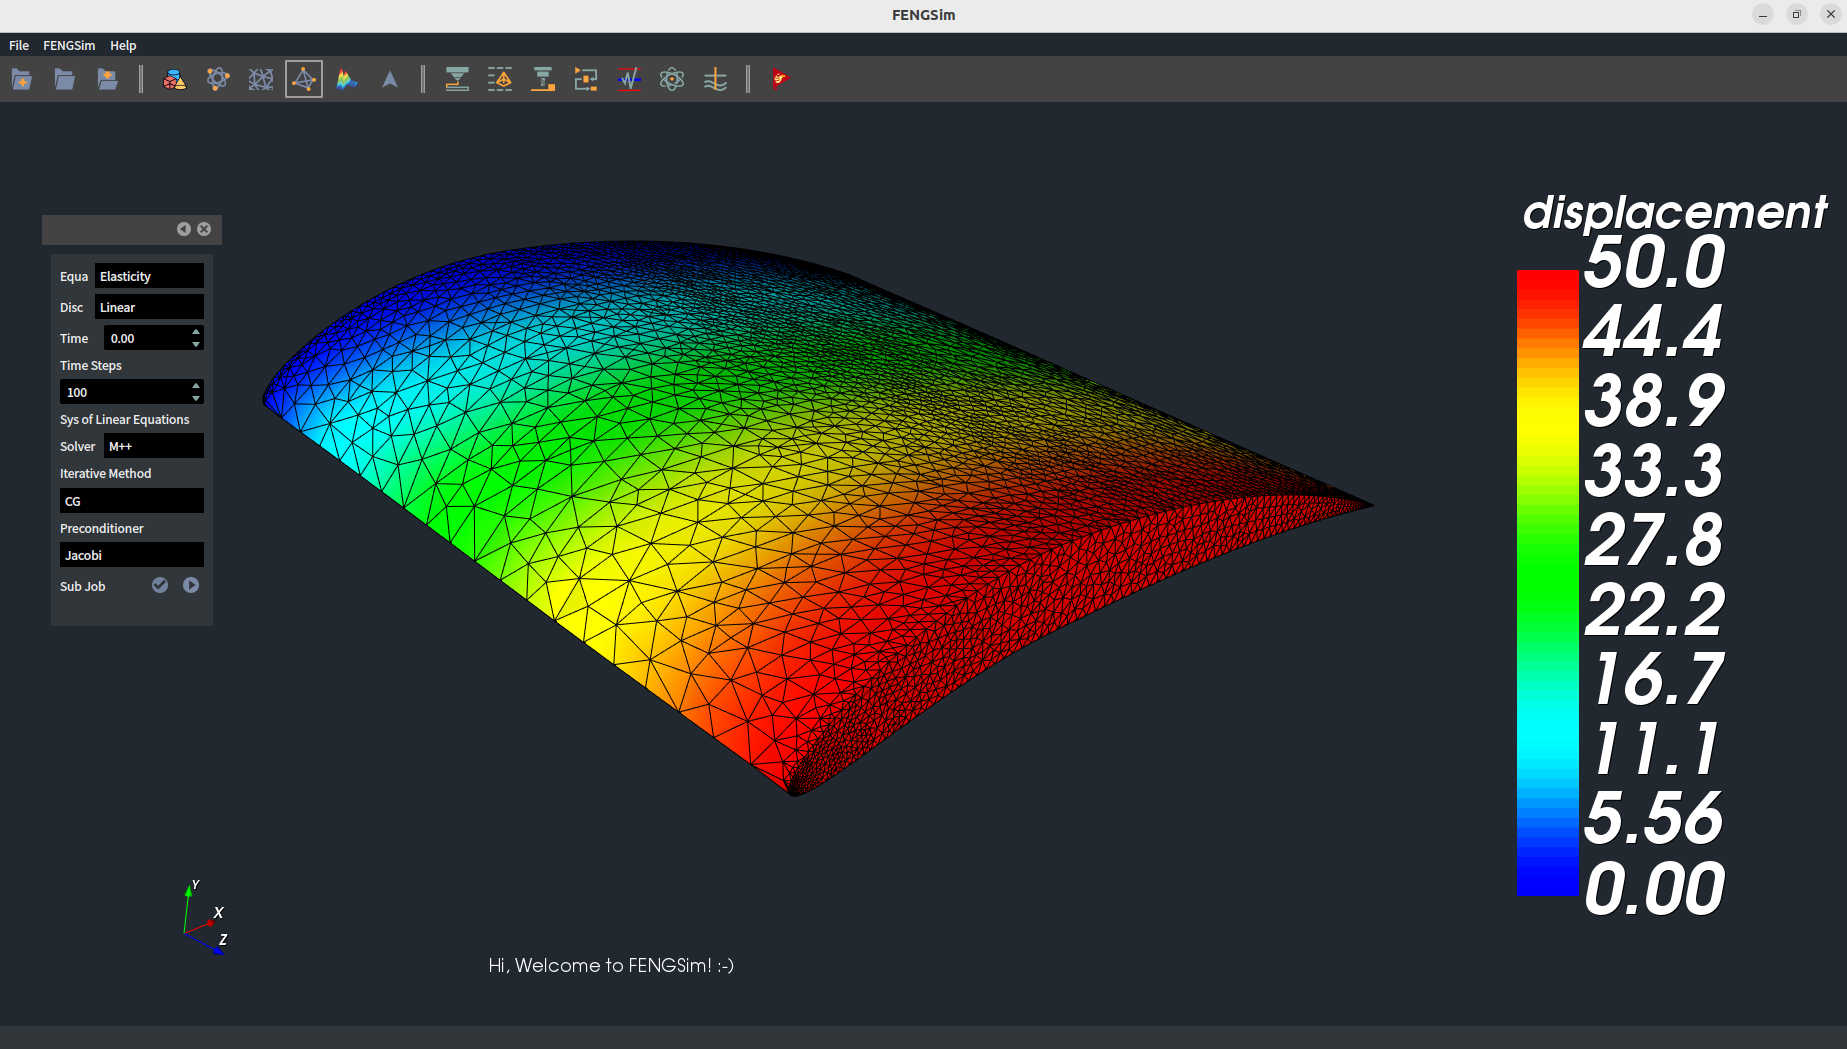 FENGSim
File FENGSim Help
Equa Elasticity
Disc Linear
Time 0.00
Time Steps
100
Sys of Linear Equations
Solver M++
Iterative Method
CG
Preconditioner
Jacobi
Sub Job
displacement
50.0
44.4
38.9
33.3
27.8
22.2
16.7
11.1
5.56
0.00
Y
X
Z
Hi, Welcome to FENGSim! :-)